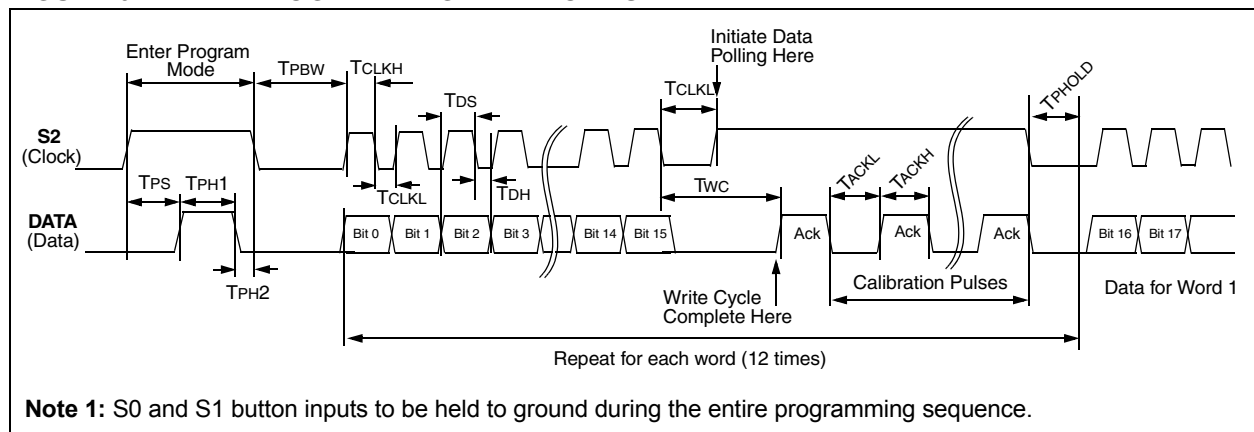 Enter Program
Mode
TPBW
TCLKH
TDS
TCLKL
Initiate Data
Polling Here
TPHOLD
S2
(Clock)
TPS
TPH1
TCLKL
TDH
TWC
TACKL
TACKH
DATA
(Data)
Bit 0
Bit 1
Bit 2
Bit 3
Bit 14
Bit 15
Ack
Ack
Ack
Bit 16
Bit 17
TPH2
Write Cycle
Complete Here
Calibration Pulses
Data for Word 1
Repeat for each word (12 times)
Note 1: S0 and S1 button inputs to be held to ground during the entire programming sequence.